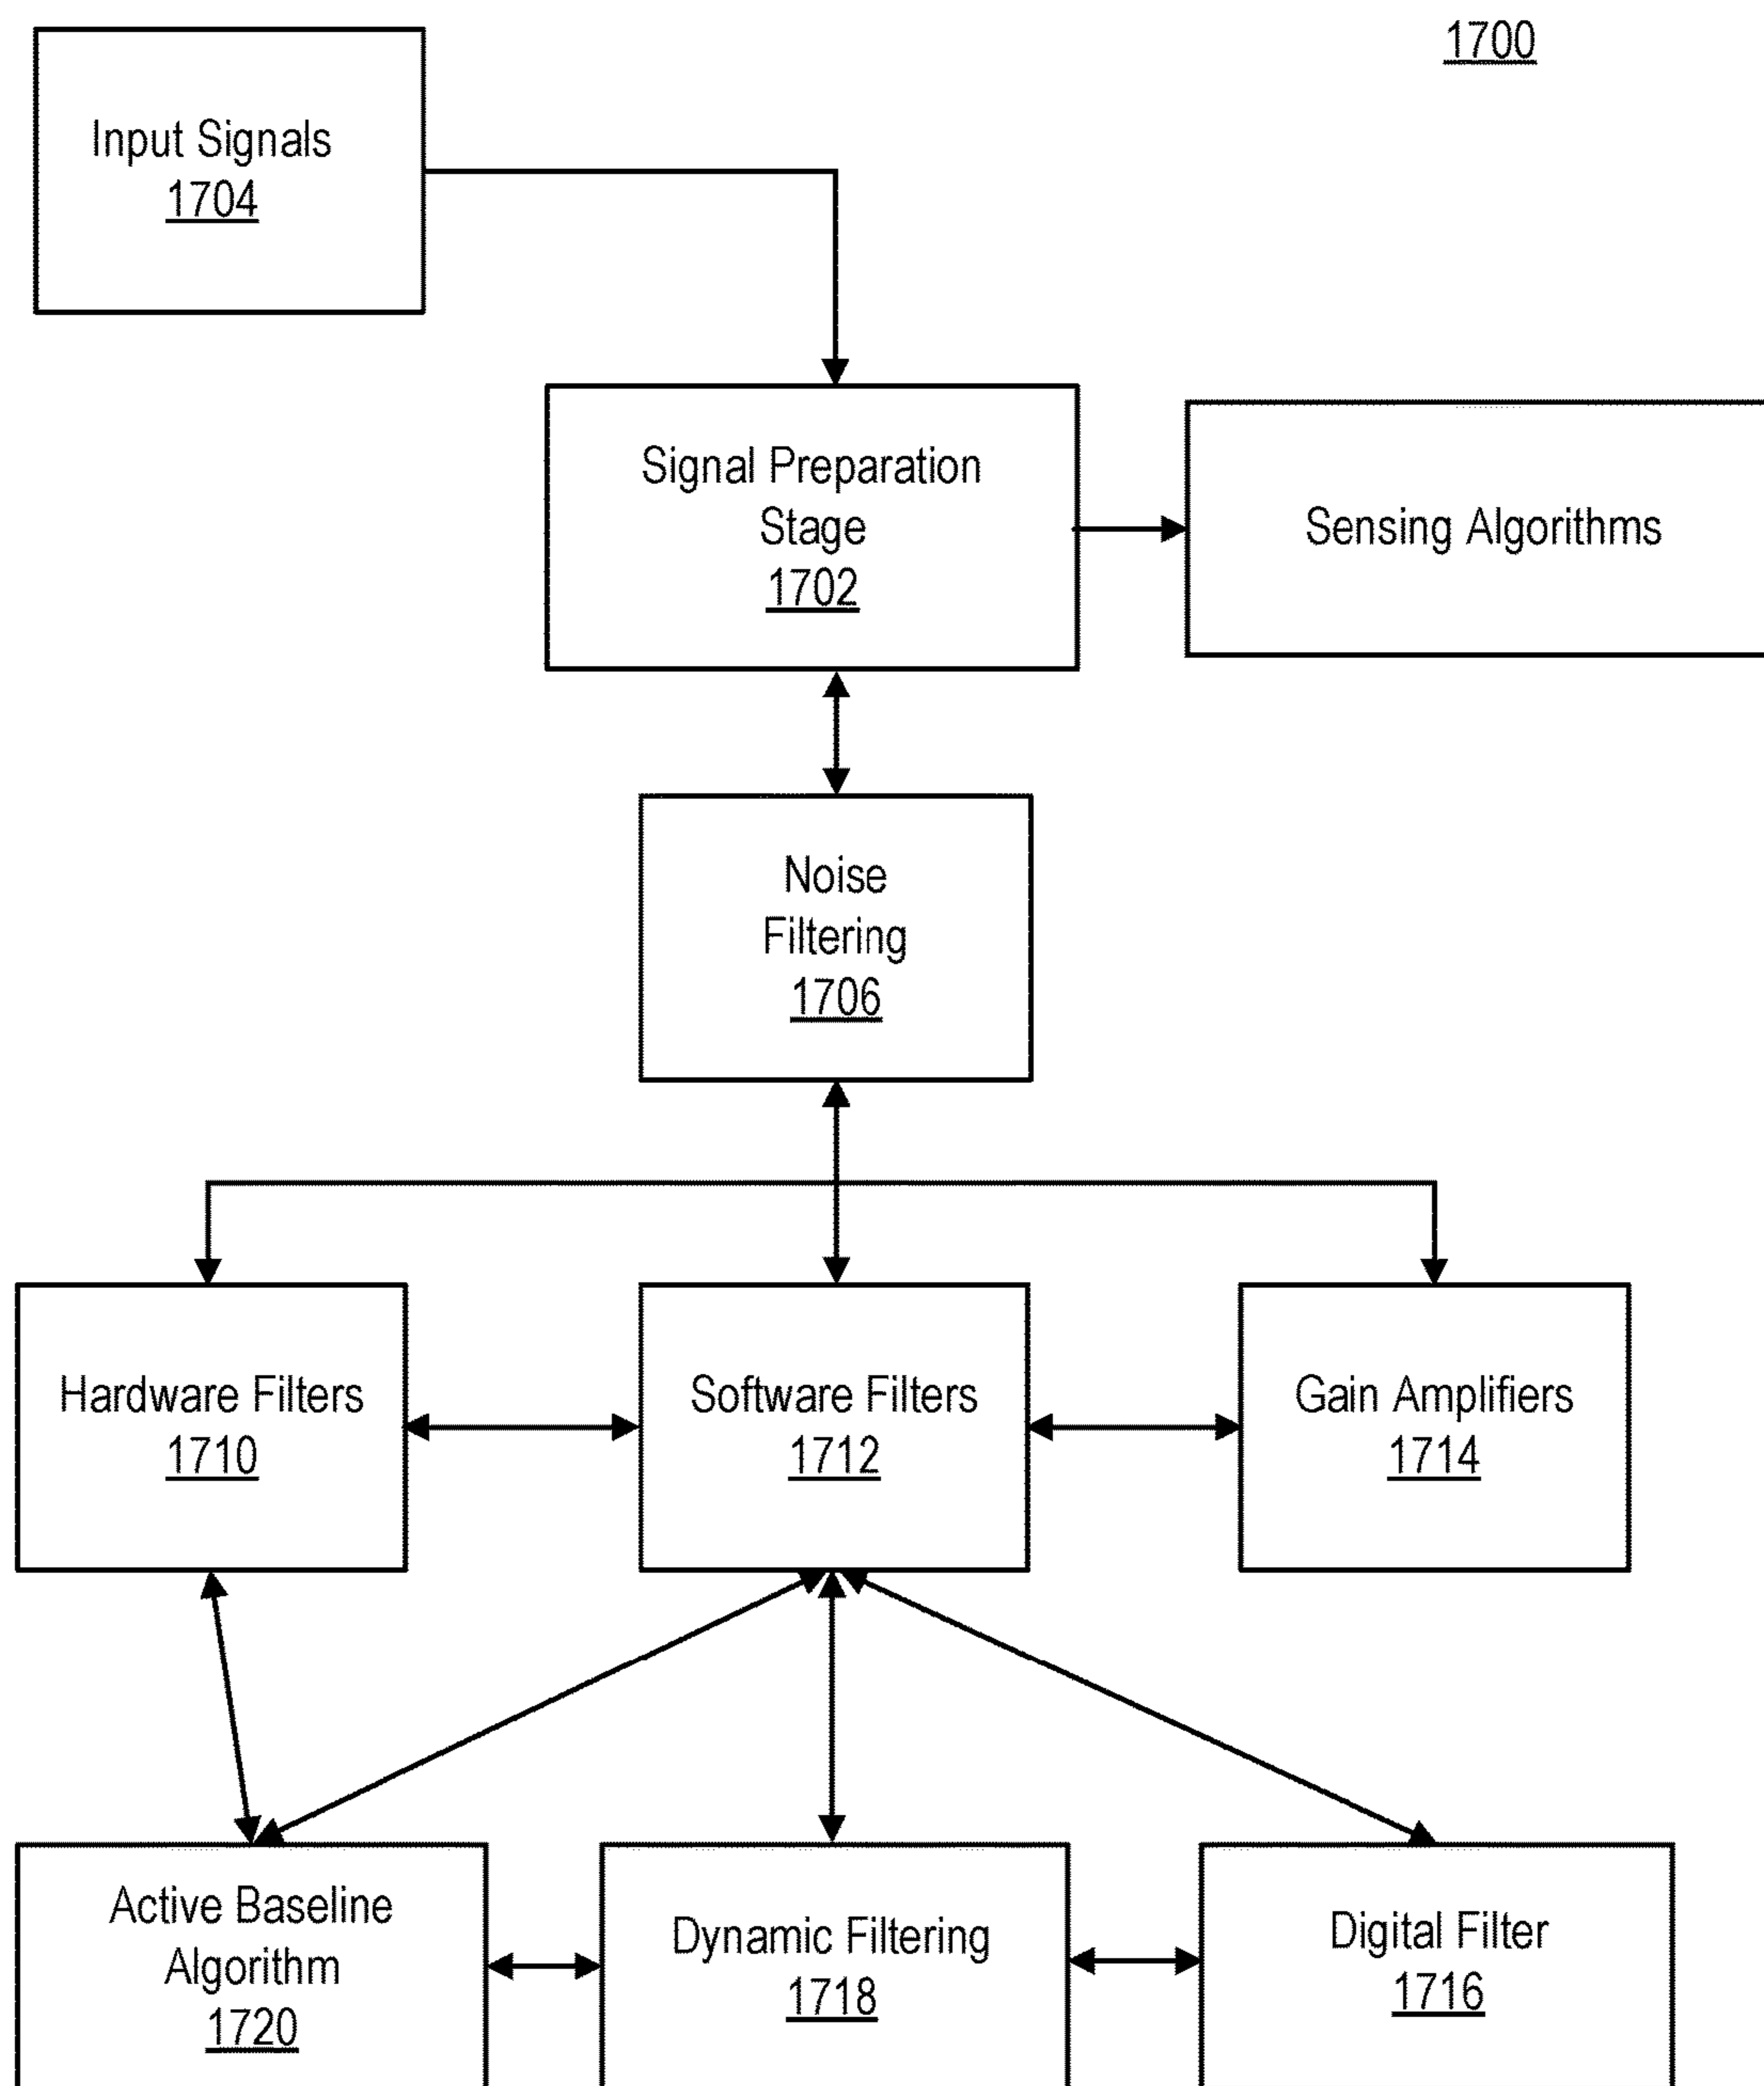 1700
Input Signals
1704
Signal Preparation
Stage
1702
Sensing Algorithms
Noise
Filtering
1706
Hardware Filters
1710
Software Filters
1712
Gain Amplifiers
1714
Active Baseline
Algorithm
1720
Dynamic Filtering
1718
Digital Filter
1716